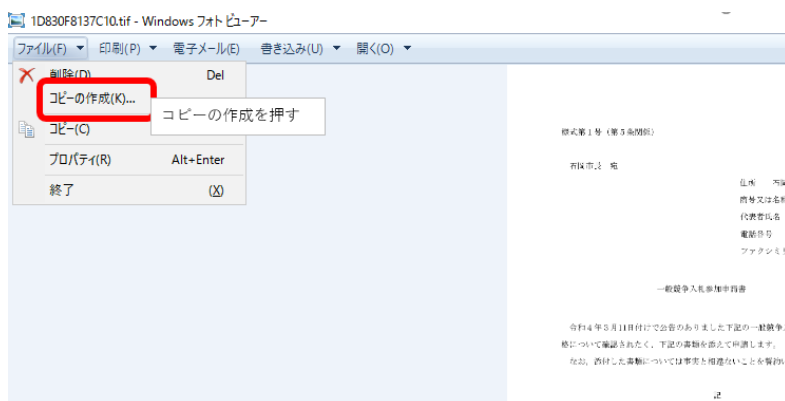 1D830F8137C10.tif - Windows フォト ビューアー
ファイル(F) 印刷(P) 電子メール(E) 書き込み(U) 開く(O)
削除(D) Del
コピーの作成(K)...
コピーの作成を押す
コピー(C)
プロパティ(R) Alt+Enter
終了 (X)
様式第1号（第5条関係）
石岡市長 宛
住所 石岡
商号又は名称
代表者氏名
電話番号
ファクシミリ
一般競争入札参加申請書
令和4年3月11日付けで公告のありました下記の一般競争
格について確認されたく、下記の書類を添えて申請します。
なお、添付した書類については事実と相違ないことを誓約い
記